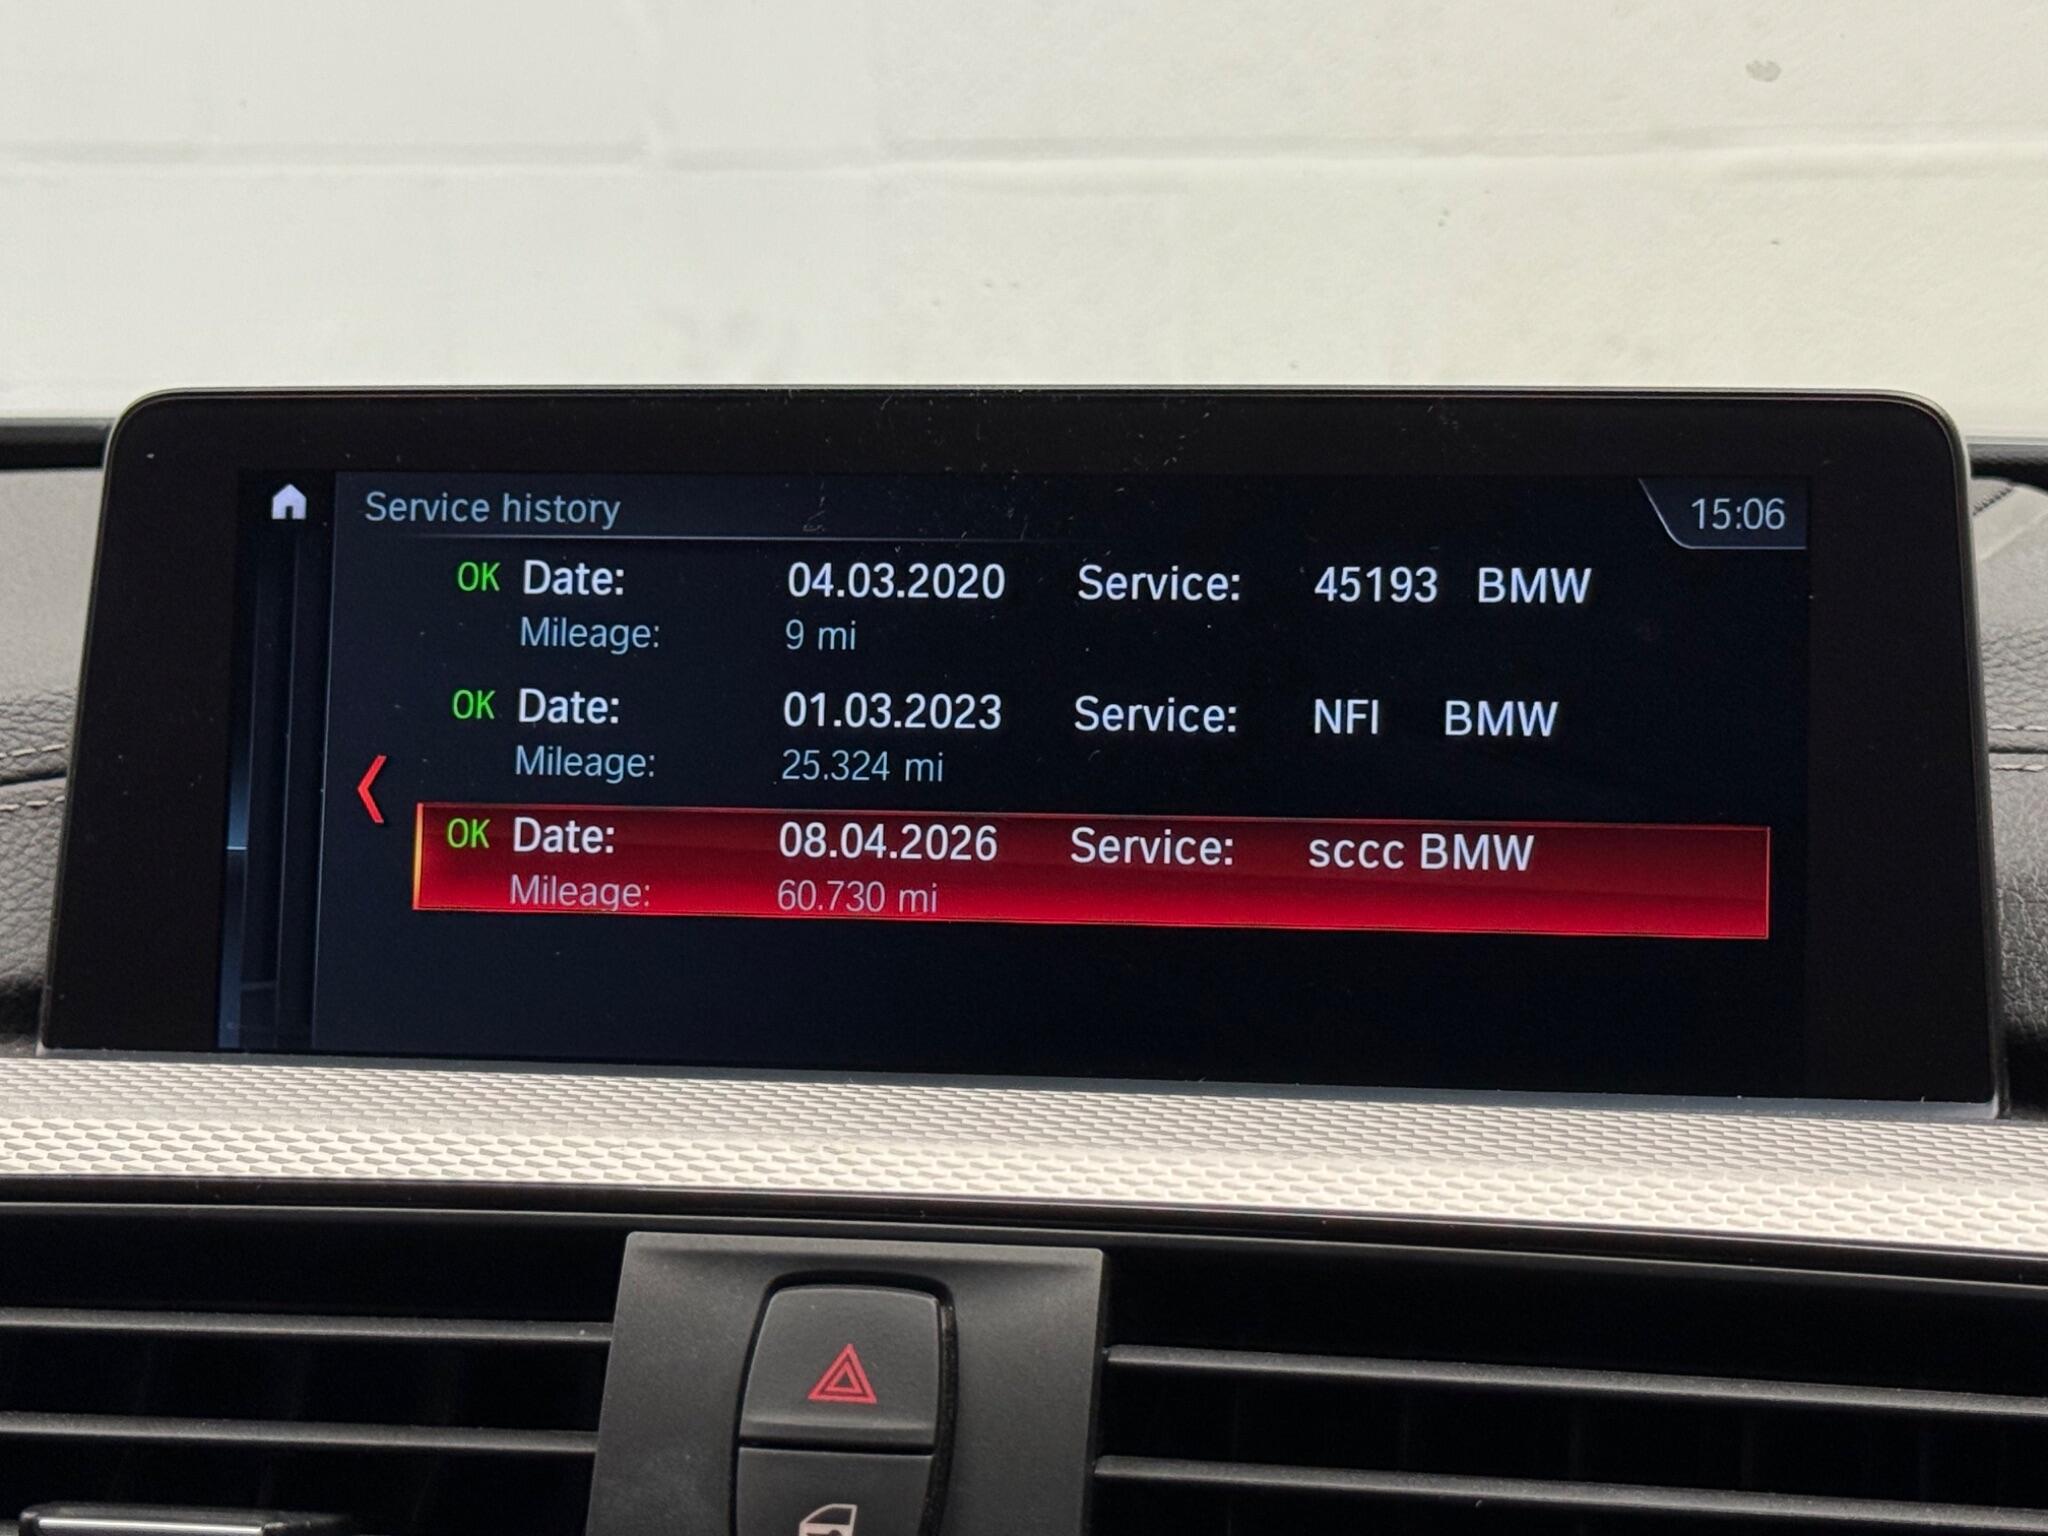 Service history 15:06
OK Date: 04.03.2020 Service: 45193 BMW
Mileage: 9 mi
OK Date: 01.03.2023 Service: NFI BMW
Mileage: 25.324 mi
OK Date: 08.04.2026 Service: sccc BMW
Mileage: 60.730 mi